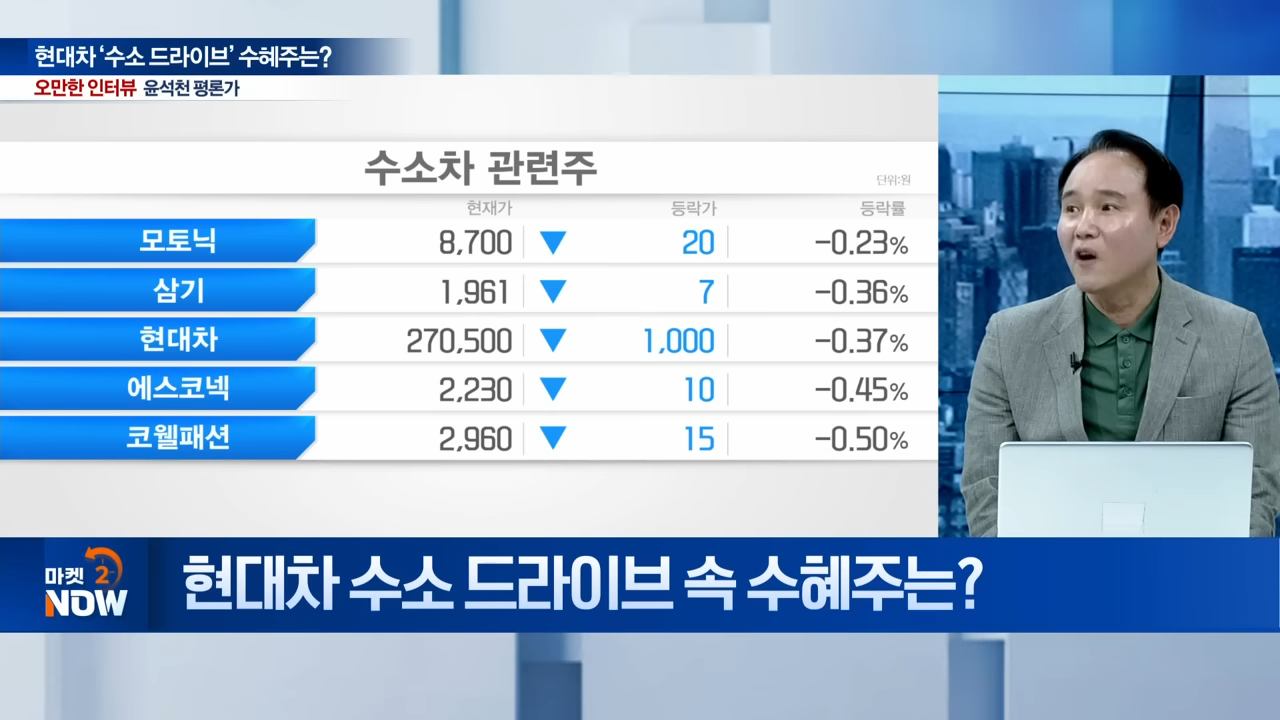 현대차 ‘수소 드라이브’ 수혜주는?
오만한 인터뷰 윤석천 평론가
수소차 관련주
단위:원
현재가 등락가 등락률
모토닉 8,700 ▼ 20 -0.23%
삼기 1,961 ▼ 7 -0.36%
현대차 270,500 ▼ 1,000 -0.37%
에스코넥 2,230 ▼ 10 -0.45%
코웰패션 2,960 ▼ 15 -0.50%
마켓 2
NOW
현대차 수소 드라이브 속 수혜주는?